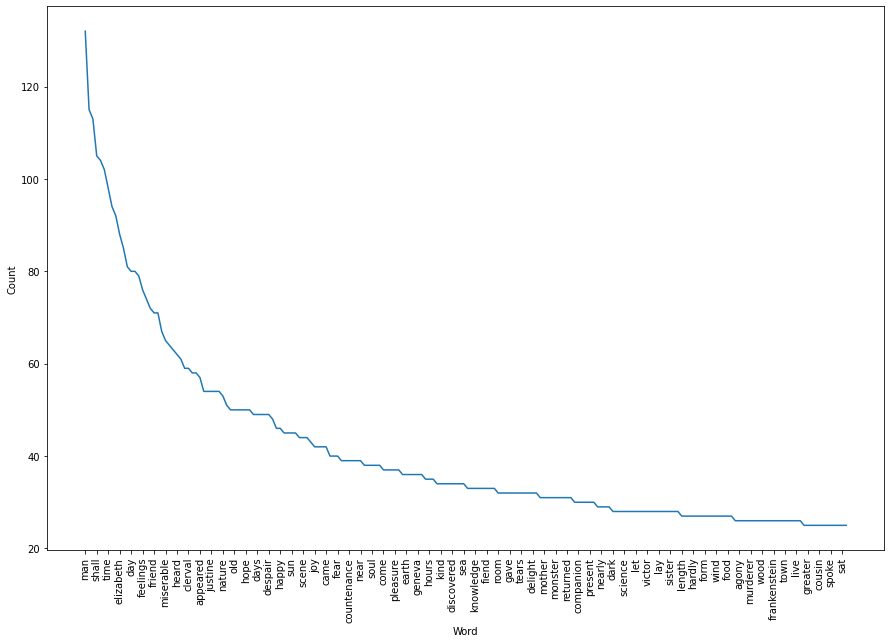 120
100
80
60
40
20
Count
man
shall
time
elizabeth
day
feelings
friend
miserable
heard
clerval
appeared
justine
nature
old
hope
days
despair
happy
sun
scene
joy
came
fear
countenance
near
soul
come
pleasure
earth
geneva
hours
kind
discovered
sea
knowledge
fiend
room
gave
tears
delight
mother
monster
returned
companion
present
nearly
dark
science
let
victor
lay
sister
length
hardly
form
wind
food
agony
murderer
wood
frankenstein
town
live
greater
cousin
spoke
sat
Word